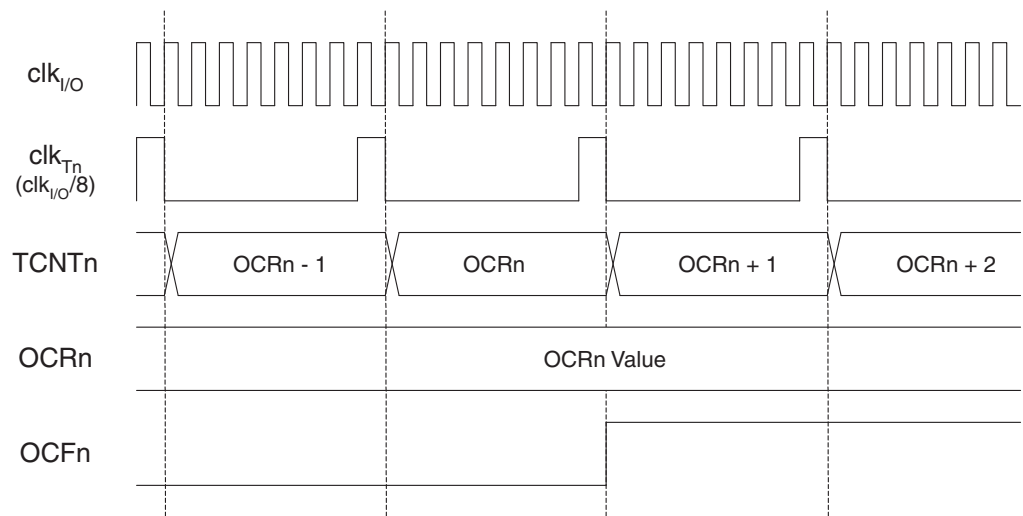 clkI/O
clkTn
(clkI/O/8)
TCNTn
OCRn - 1
OCRn
OCRn + 1
OCRn + 2
OCRn
OCRn Value
OCFn